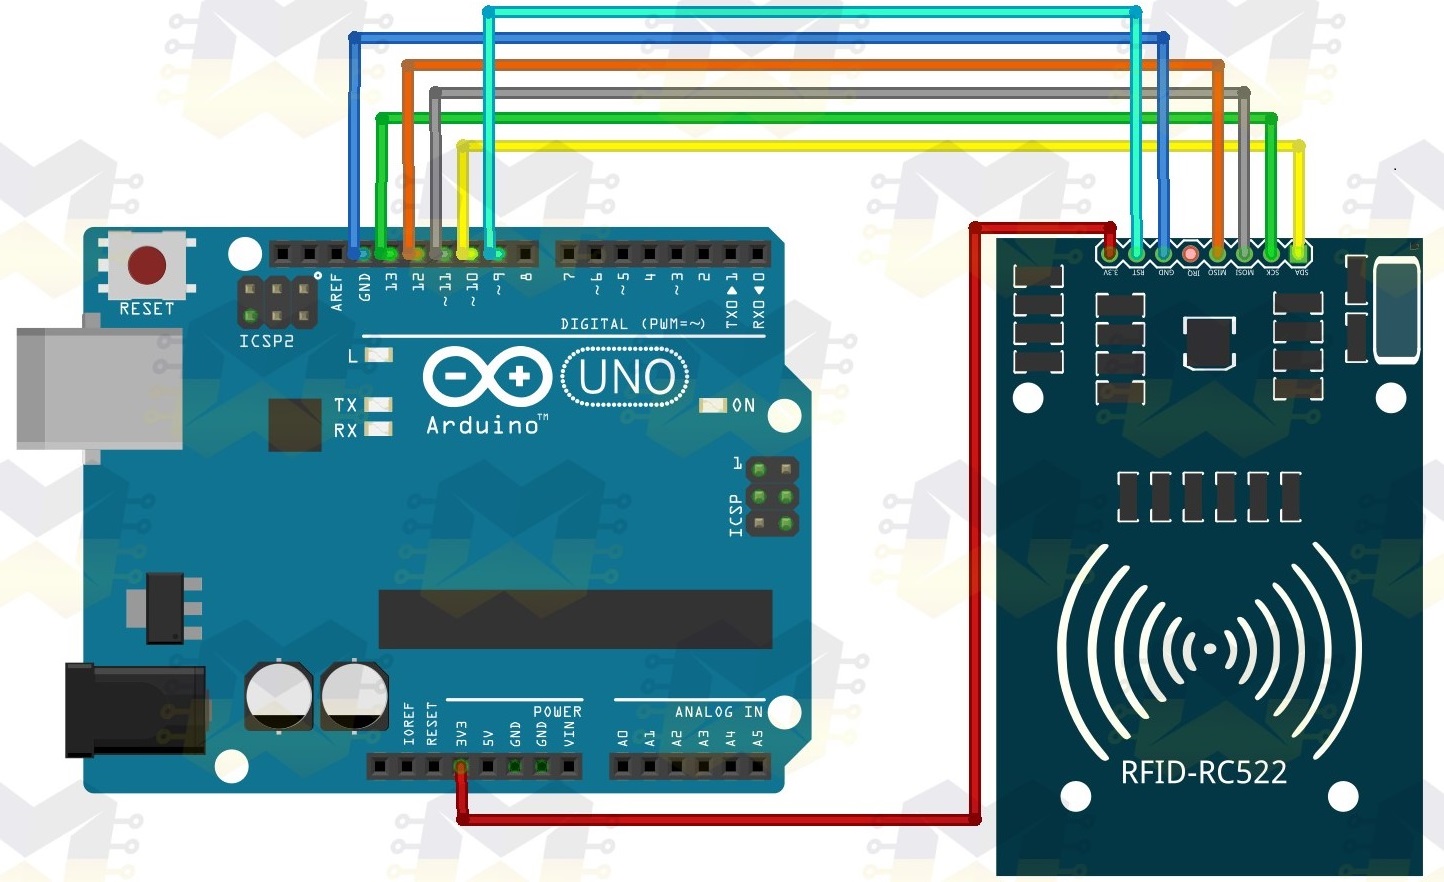 RESET
ICSP2
AREF
GND
13
12
~11
~10
~9
8
7
~6
~5
4
~3
2
TX0▶1
RX0◀0
DIGITAL (PWM=~)
L
TX
RX
Arduino™
UNO
ON
1
ICSP
IOREF
RESET
3V3
5V
GND
GND
VIN
POWER
ANALOG IN
A0
A1
A2
A3
A4
A5
3.3V
RST
GND
IRQ
MISO
MOSI
SCK
SDA
RFID-RC522